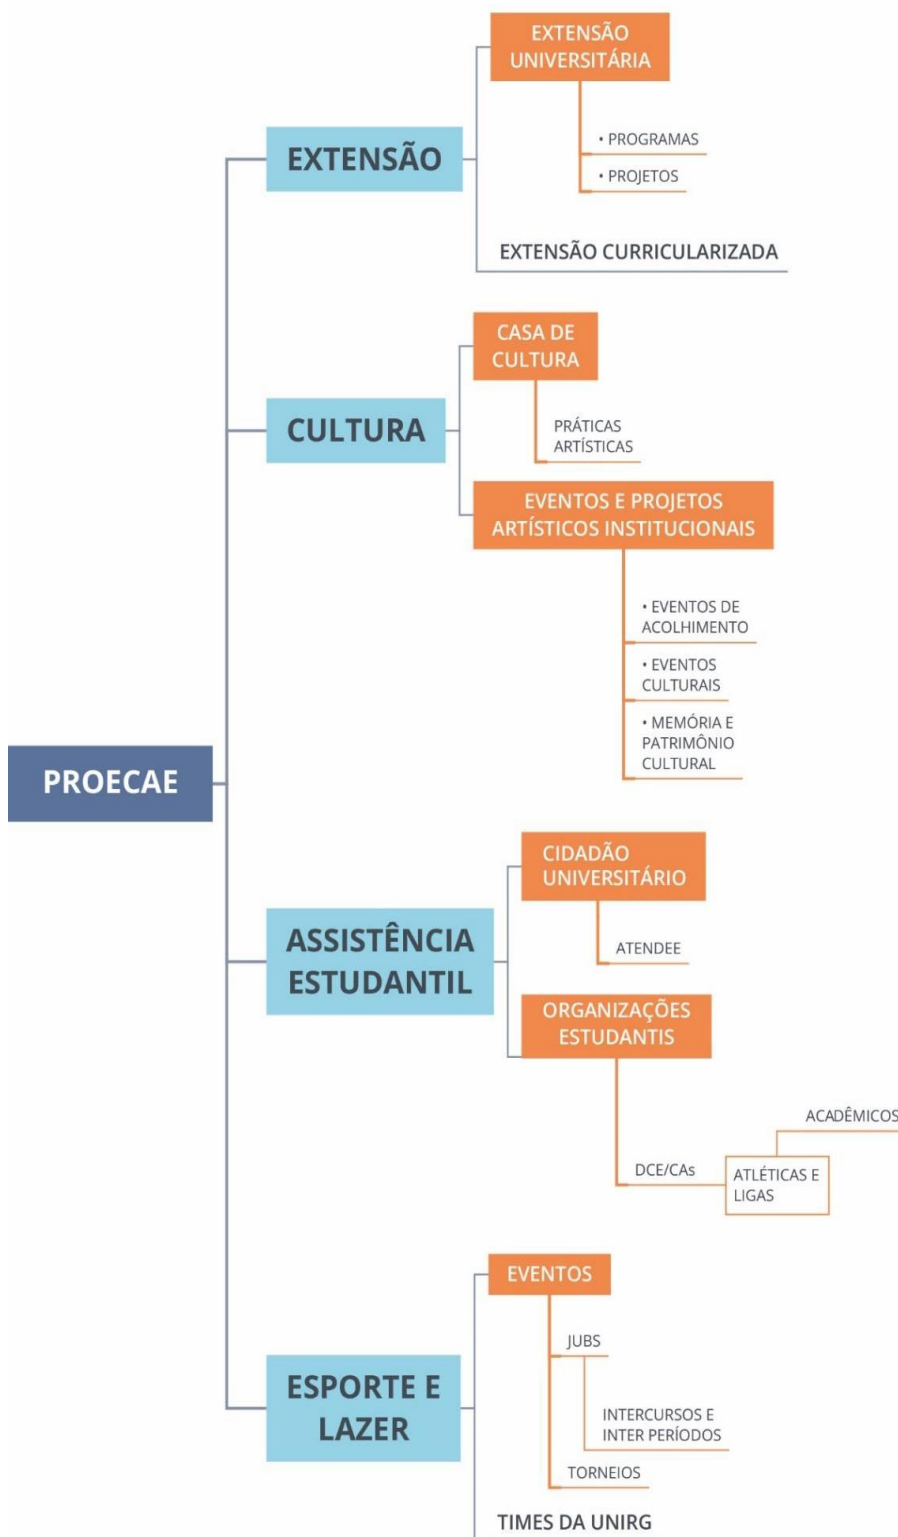 EXTENSÃO
UNIVERSITÁRIA
• PROGRAMAS
• PROJETOS
EXTENSÃO
EXTENSÃO CURRICULARIZADA
CASA DE
CULTURA
PRÁTICAS
ARTÍSTICAS
CULTURA
EVENTOS E PROJETOS
ARTÍSTICOS INSTITUCIONAIS
• EVENTOS DE
ACOLHIMENTO
• EVENTOS
CULTURAIS
• MEMÓRIA E
PATRIMÔNIO
CULTURAL
PROECAE
CIDADÃO
UNIVERSITÁRIO
ATENDEE
ASSISTÊNCIA
ESTUDANTIL
ORGANIZAÇÕES
ESTUDANTIS
ACADÊMICOS
DCE/CAs
ATLÉTICAS E
LIGAS
EVENTOS
JUBS
INTERCURSOS E
INTER PERÍODOS
TORNEIOS
ESPORTE E
LAZER
TIMES DA UNIRG